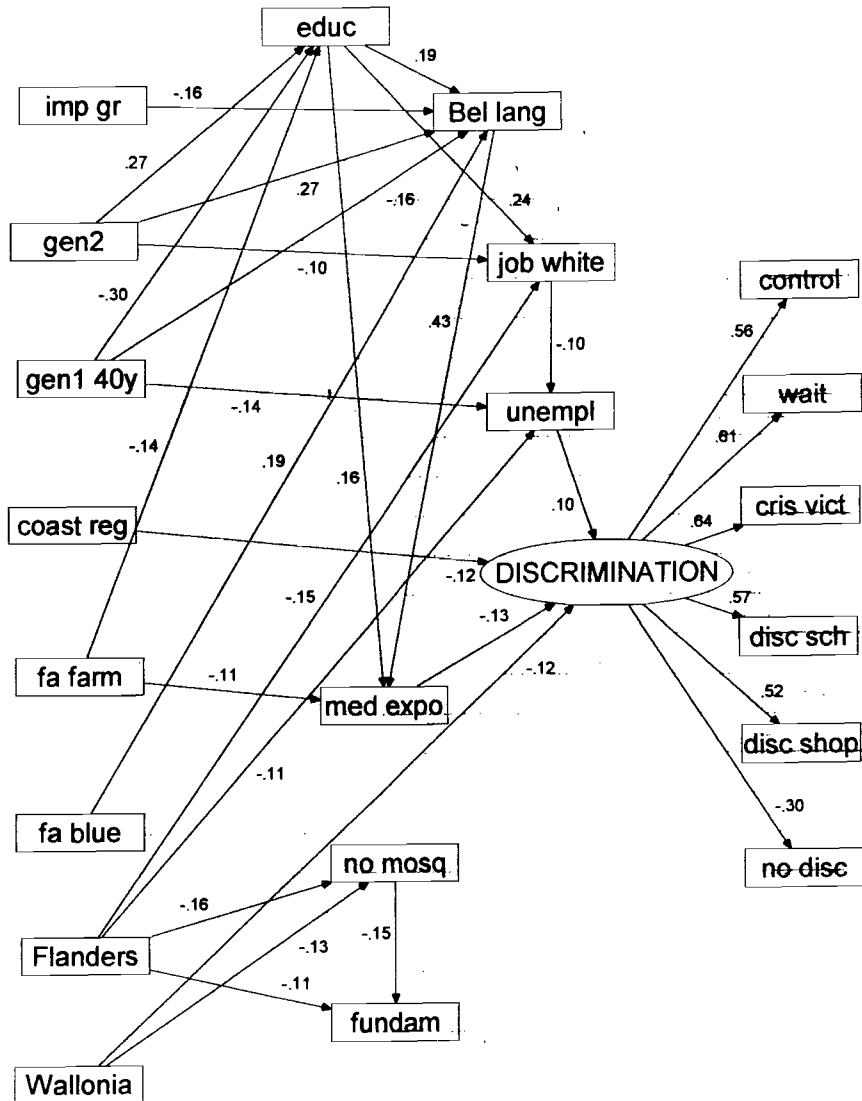 educ
.19
-.16
imp gr
Bel lang
.27
.27
-.16
.24
gen2
-.10
job white
control
-.30
.43
.56
-.10
gen1 40y
-.14
unempl
wait
-.14
.19
.16
.61
.10
.64
cris vict
coast reg
-.12
DISCRIMINATION
-.15
.57
-.13
disc sch
fa farm
-.11
-.12
med expo
.52
disc shop
-.11
fa blue
-.30
no mosq
no disc
-.16
-.13
-.15
Flanders
-.11
fundam
Wallonia